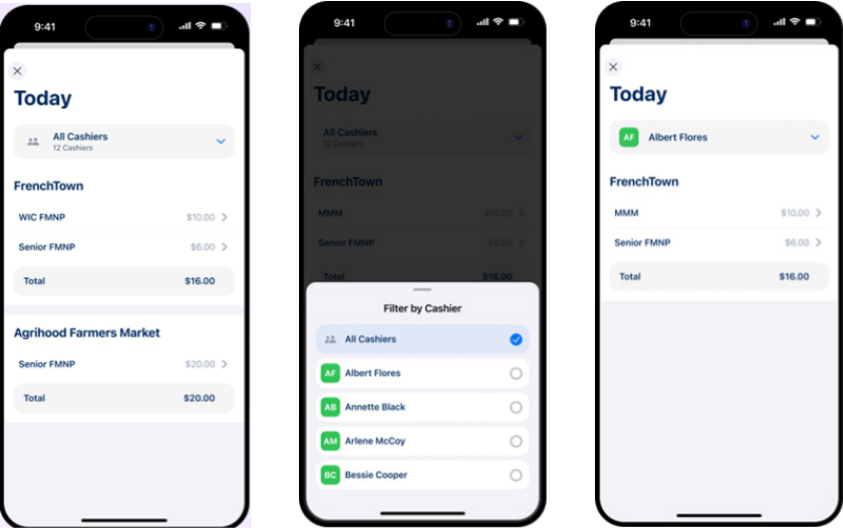 9:41
Today
All Cashiers
12 Cashiers
FrenchTown
WIC FMNP $10.00
Senior FMNP $6.00
Total $16.00
Agrihood Farmers Market
Senior FMNP $20.00
Total $20.00
9:41
Today
All Cashiers
12 Cashiers
FrenchTown
MMM $10.00
Senior FMNP $6.00
Total $16.00
Filter by Cashier
All Cashiers
AF Albert Flores
AB Annette Black
AM Arlene McCoy
BC Bessie Cooper
9:41
Today
AF Albert Flores
FrenchTown
MMM $10.00
Senior FMNP $6.00
Total $16.00